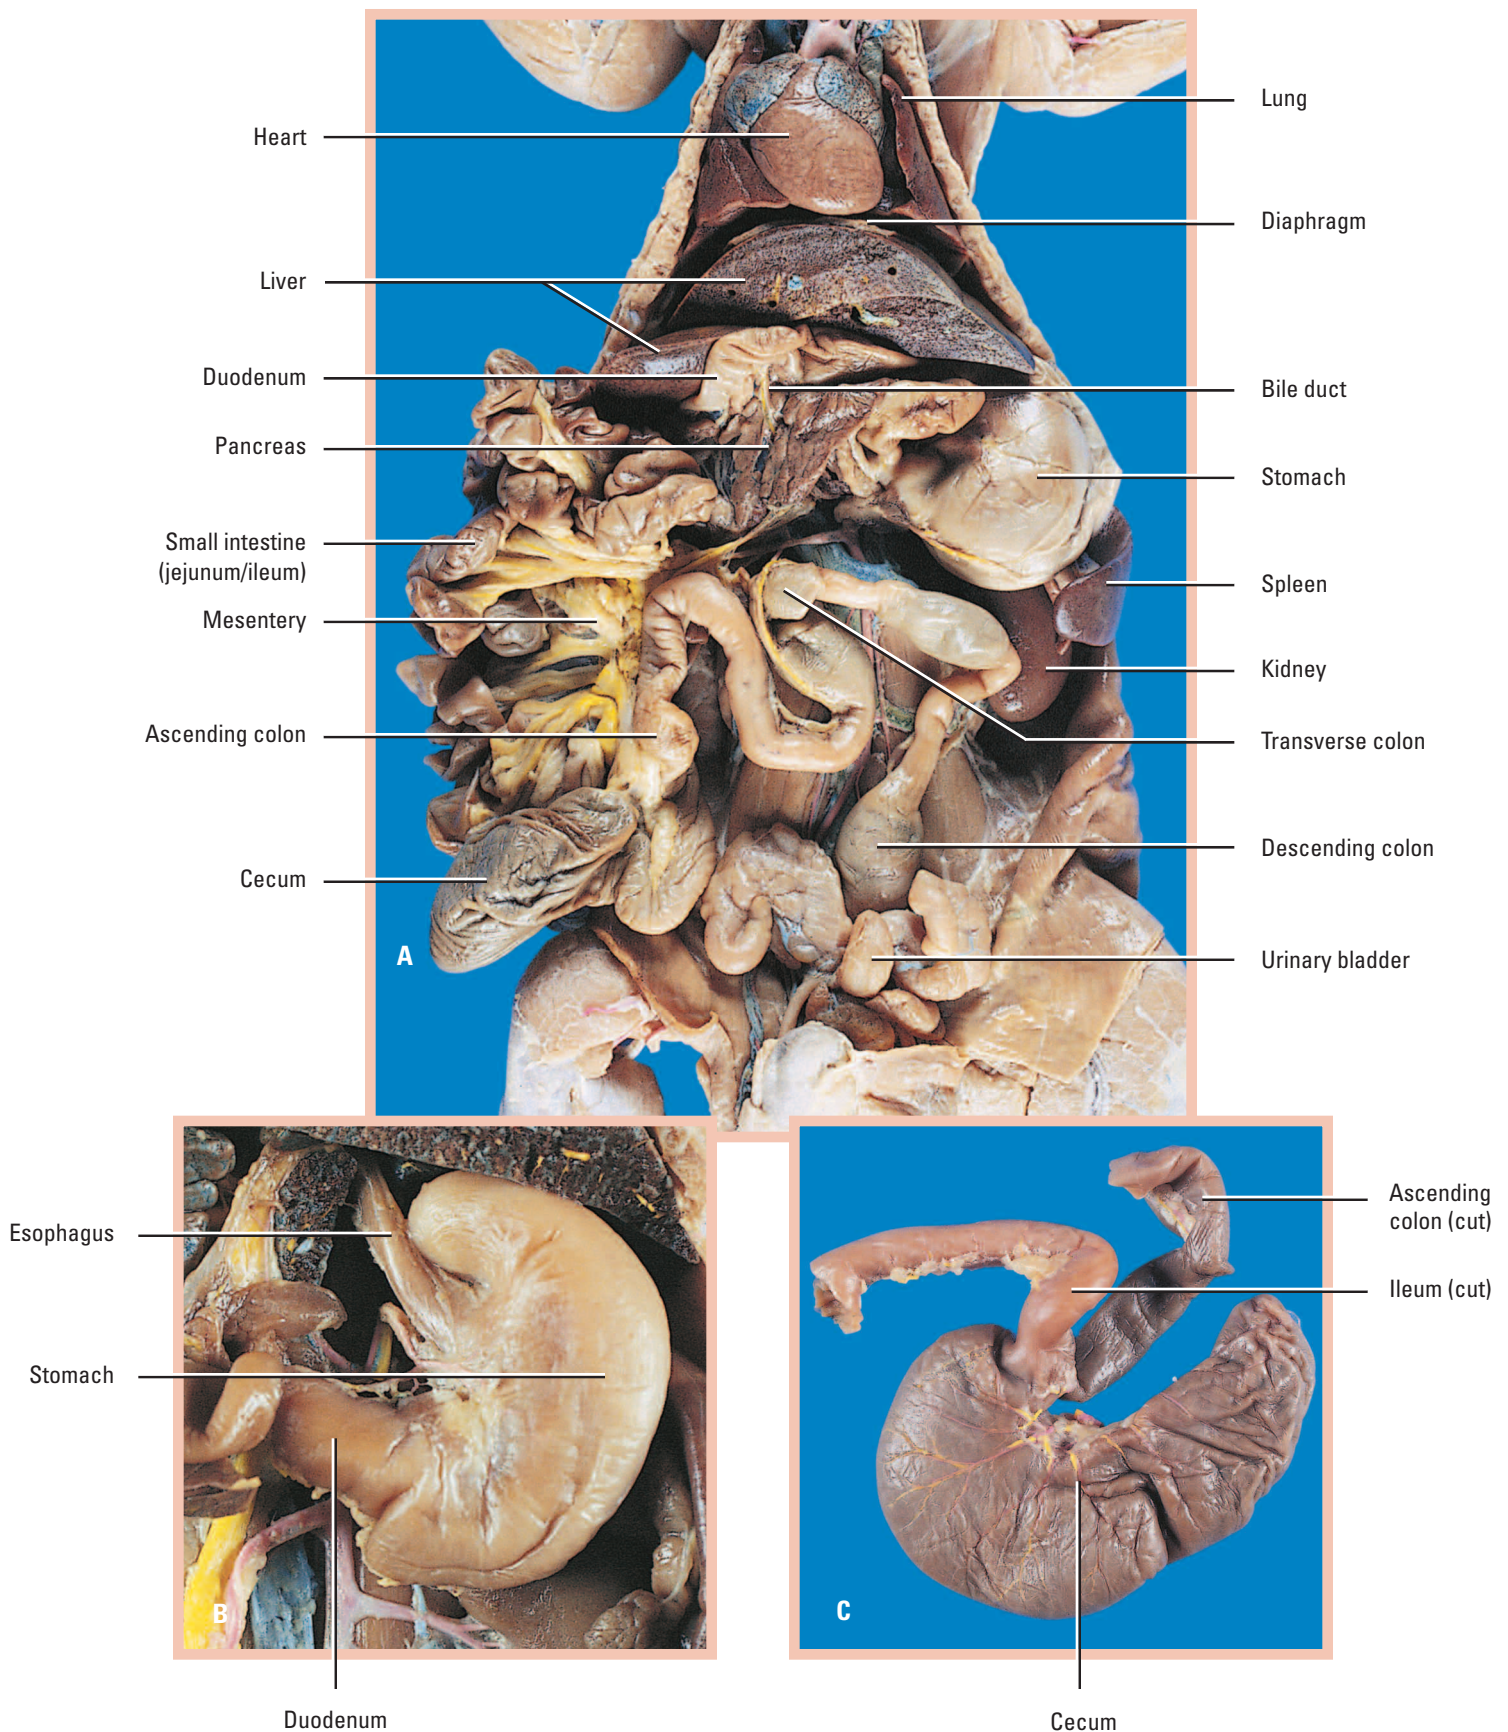 Heart
Liver
Duodenum
Pancreas
Small intestine
(jejunum/ileum)
Mesentery
Ascending colon
Cecum
Lung
Diaphragm
Bile duct
Stomach
Spleen
Kidney
Transverse colon
Descending colon
Urinary bladder
A
Esophagus
Stomach
B
Duodenum
Ascending
colon (cut)
Ileum (cut)
C
Cecum